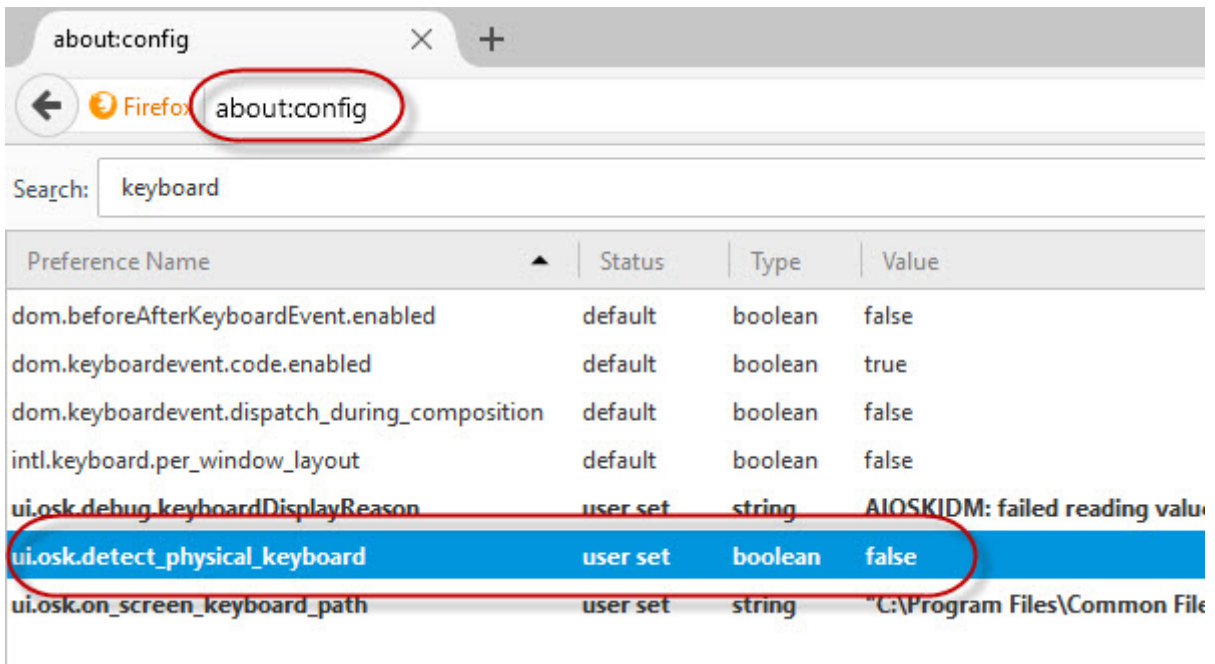 about:config
Firefox about:config
Search: keyboard
Preference Name Status Type Value
dom.beforeAfterKeyboardEvent.enabled default boolean false
dom.keyboardevent.code.enabled default boolean true
dom.keyboardevent.dispatch_during_composition default boolean false
intl.keyboard.per_window_layout default boolean false
ui.osk.debug.keyboardDisplayReason user set string AIOSKIDM: failed reading value
ui.osk.detect_physical_keyboard user set boolean false
ui.osk.on_screen_keyboard_path user set string "C:\Program Files\Common File